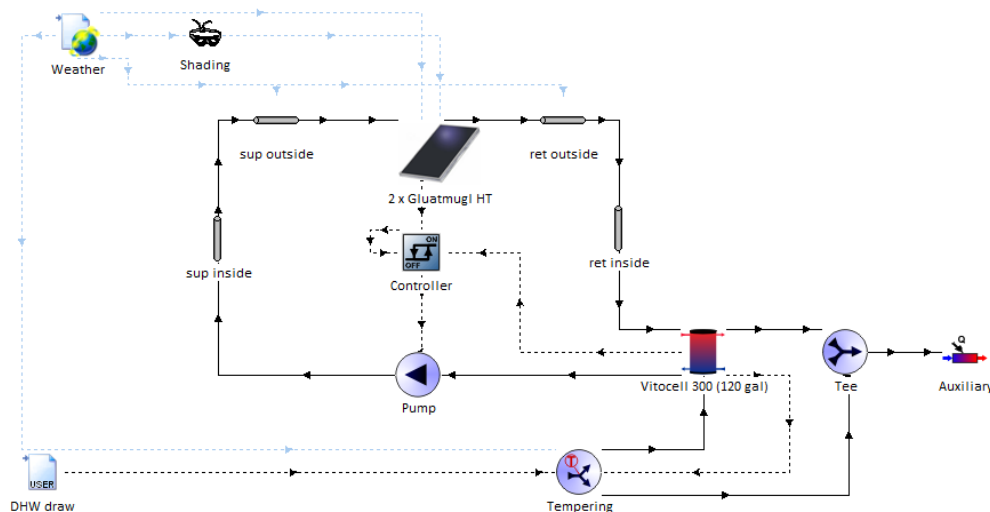 Weather
Shading
sup outside
ret outside
2 x Gluatmugl HT
sup inside
ON
OFF
Controller
ret inside
Pump
Vitocell 300 (120 gal)
Tee
Q
Auxiliary
USER
DHW draw
T
Tempering